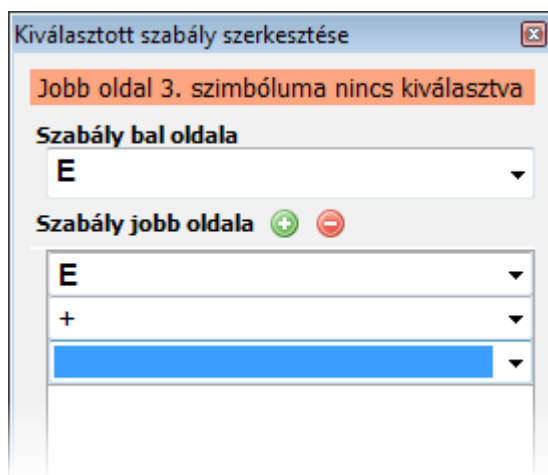 Kiválasztott szabály szerkesztése
Jobb oldal 3. szimbóluma nincs kiválasztva
Szabály bal oldala
E
Szabály jobb oldala
E
+